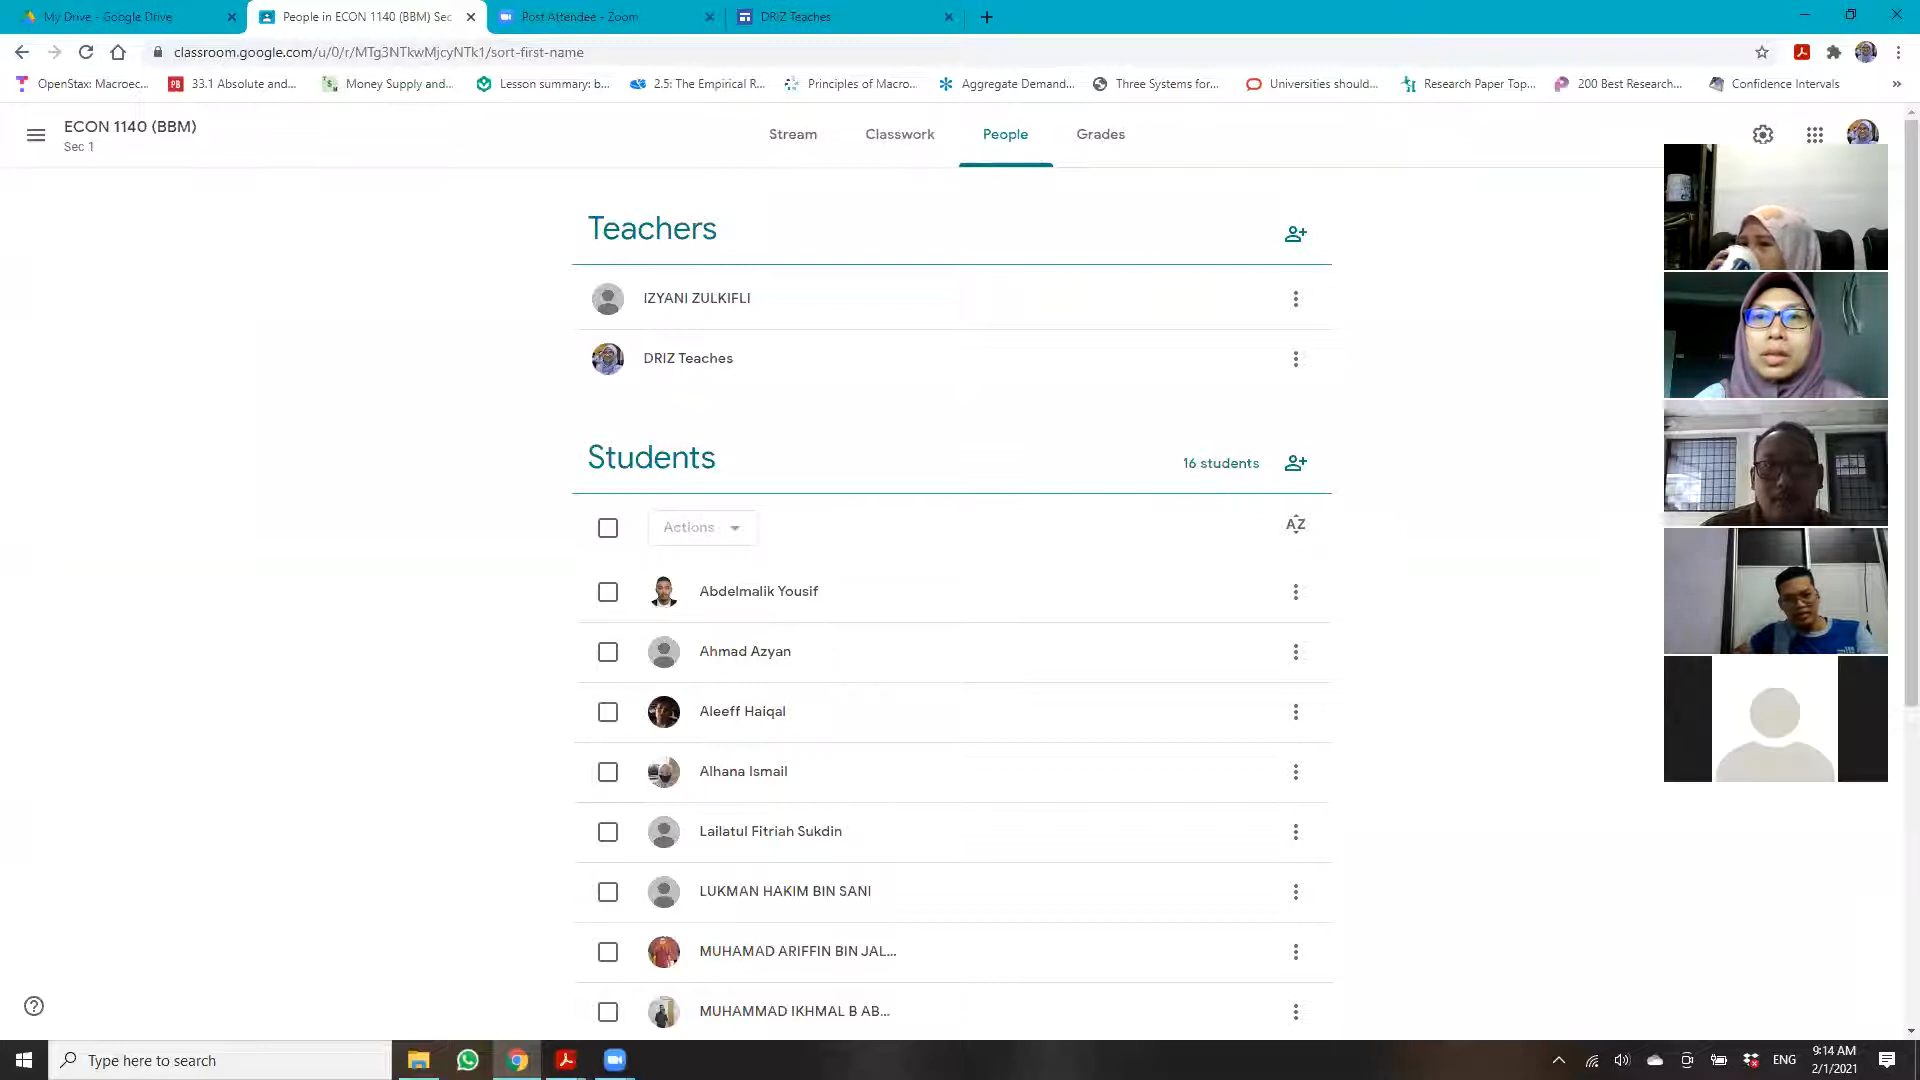 My Drive - Google Drive
People in ECON 1140 (BBM) Sec
Post Attendee - Zoom
DRIZ Teaches
classroom.google.com/u/0/r/MTg3NTkwMjcyNTk1/sort-first-name
OpenStax: Macroec...
33.1 Absolute and...
Money Supply and...
Lesson summary: b...
2.5: The Empirical R...
Principles of Macro...
Aggregate Demand...
Three Systems for...
Universities should...
Research Paper Top...
200 Best Research...
Confidence Intervals
ECON 1140 (BBM)
Sec 1
Stream
Classwork
People
Grades
Teachers
IZYANI ZULKIFLI
DRIZ Teaches
Students
16 students
Actions
AZ
Abdelmalik Yousif
Ahmad Azyan
Aleeff Haiqal
Alhana Ismail
Lailatul Fitriah Sukdin
LUKMAN HAKIM BIN SANI
MUHAMAD ARIFFIN BIN JAL...
MUHAMMAD IKHMAL B AB...
Type here to search
ENG
9:14 AM
2/1/2021